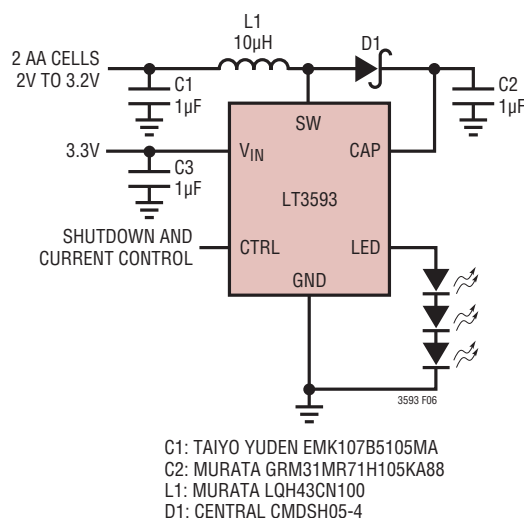 L1
10µH
D1
2 AA CELLS
2V TO 3.2V
C1
1µF
C2
1µF
SW
3.3V
VIN
CAP
C3
1µF
LT3593
SHUTDOWN AND
CURRENT CONTROL
CTRL
LED
GND
3593 F06
C1: TAIYO YUDEN EMK107B5105MA
C2: MURATA GRM31MR71H105KA88
L1: MURATA LQH43CN100
D1: CENTRAL CMDSH05-4